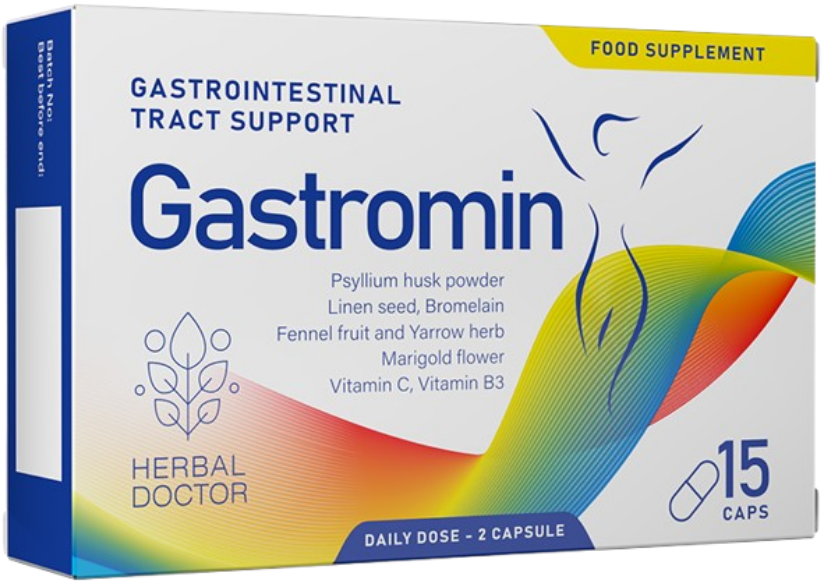 Batch No:
Best before end:
FOOD SUPPLEMENT
GASTROINTESTINAL
TRACT SUPPORT
Gastromin
Psyllium husk powder
Linen seed, Bromelain
Fennel fruit and Yarrow herb
Marigold flower
Vitamin C, Vitamin B3
HERBAL
DOCTOR
15
CAPS
DAILY DOSE - 2 CAPSULE